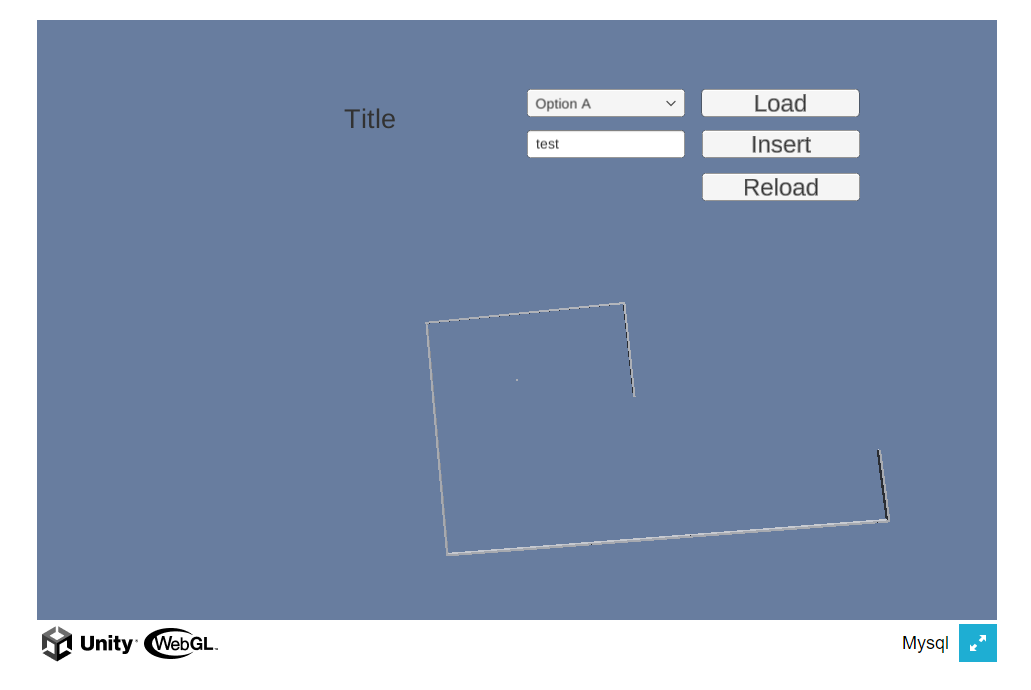 Title
Option A
Load
test
Insert
Reload
Unity
WebGL
Mysql